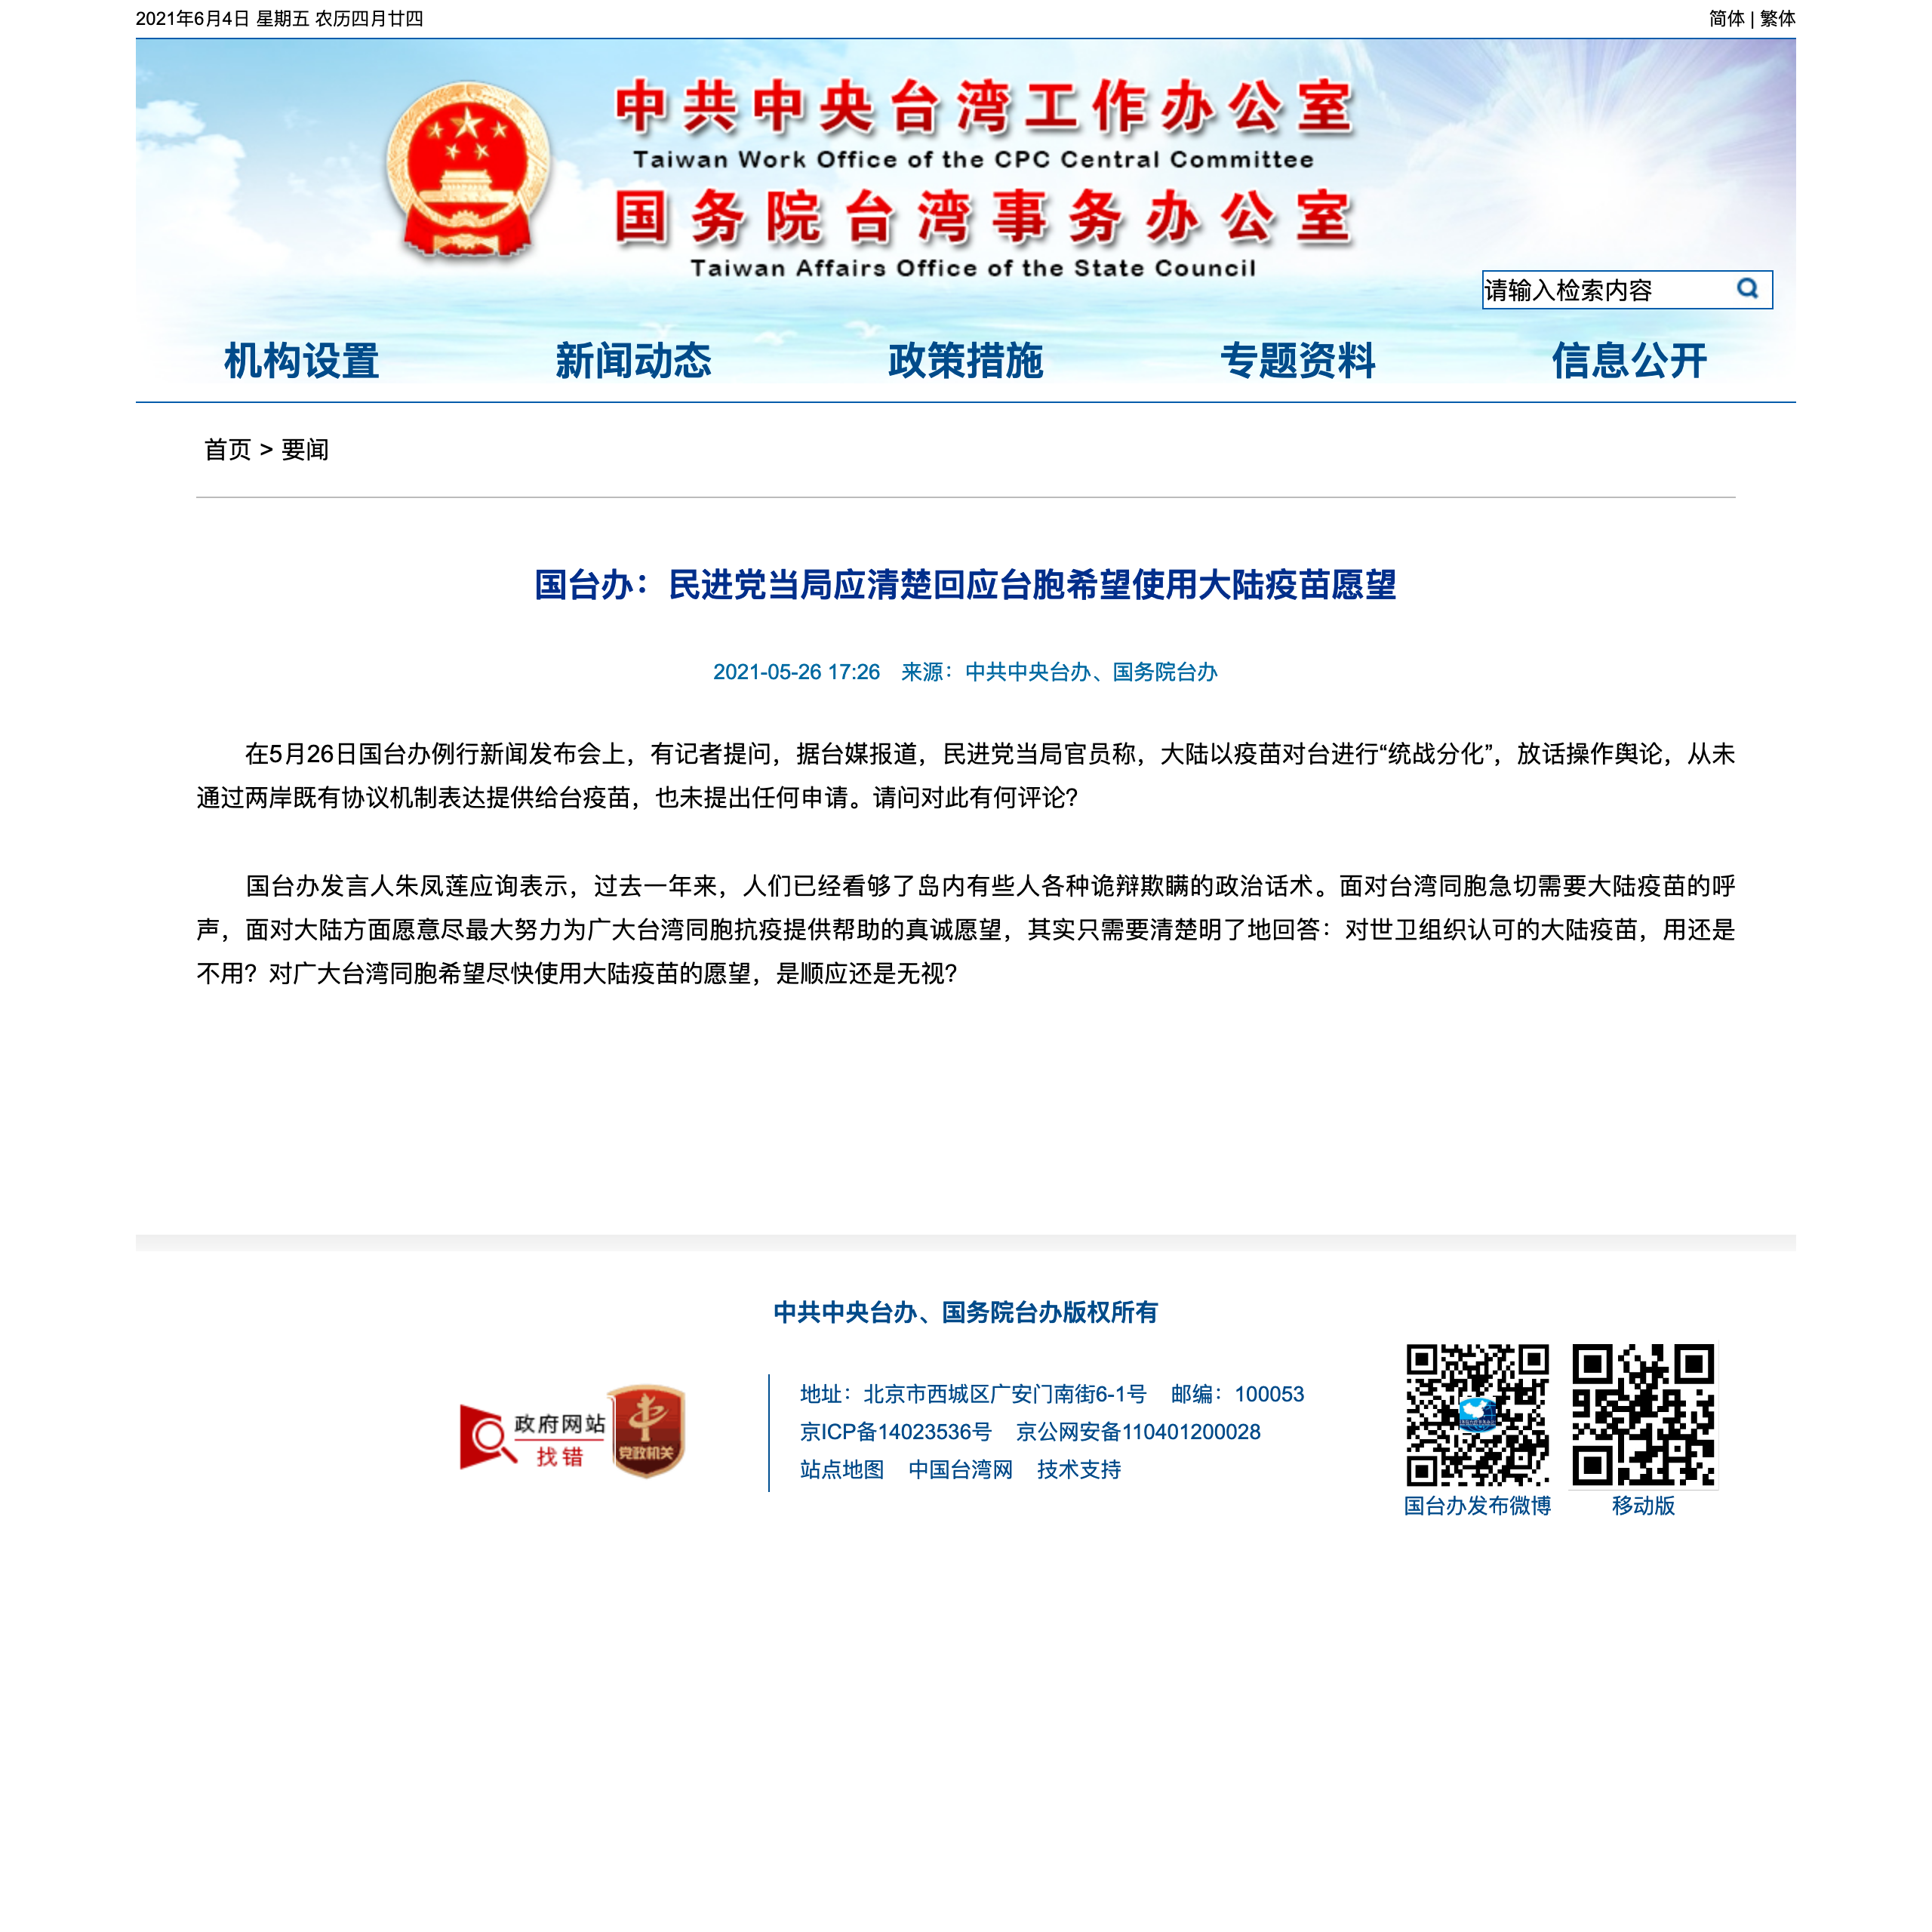 2021年6月4日 星期五 农历四月廿四
简体 | 繁体
中共中央台湾工作办公室
Taiwan Work Office of the CPC Central Committee
国务院台湾事务办公室
Taiwan Affairs Office of the State Council
请输入检索内容
机构设置 新闻动态 政策措施 专题资料 信息公开
首页 > 要闻
国台办：民进党当局应清楚回应台胞希望使用大陆疫苗愿望
2021-05-26 17:26 来源：中共中央台办、国务院台办
在5月26日国台办例行新闻发布会上，有记者提问，据台媒报道，民进党当局官员称，大陆以疫苗对台进行“统战分化”，放话操作舆论，从未
通过两岸既有协议机制表达提供给台疫苗，也未提出任何申请。请问对此有何评论？
国台办发言人朱凤莲应询表示，过去一年来，人们已经看够了岛内有些人各种诡辩欺瞒的政治话术。面对台湾同胞急切需要大陆疫苗的呼
声，面对大陆方面愿意尽最大努力为广大台湾同胞抗疫提供帮助的真诚愿望，其实只需要清楚明了地回答：对世卫组织认可的大陆疫苗，用还是
不用？对广大台湾同胞希望尽快使用大陆疫苗的愿望，是顺应还是无视？
中共中央台办、国务院台办版权所有
政府网站
找错
党政机关
地址：北京市西城区广安门南街6-1号 邮编：100053
京ICP备14023536号 京公网安备110401200028
站点地图 中国台湾网 技术支持
国台办发布微博
移动版